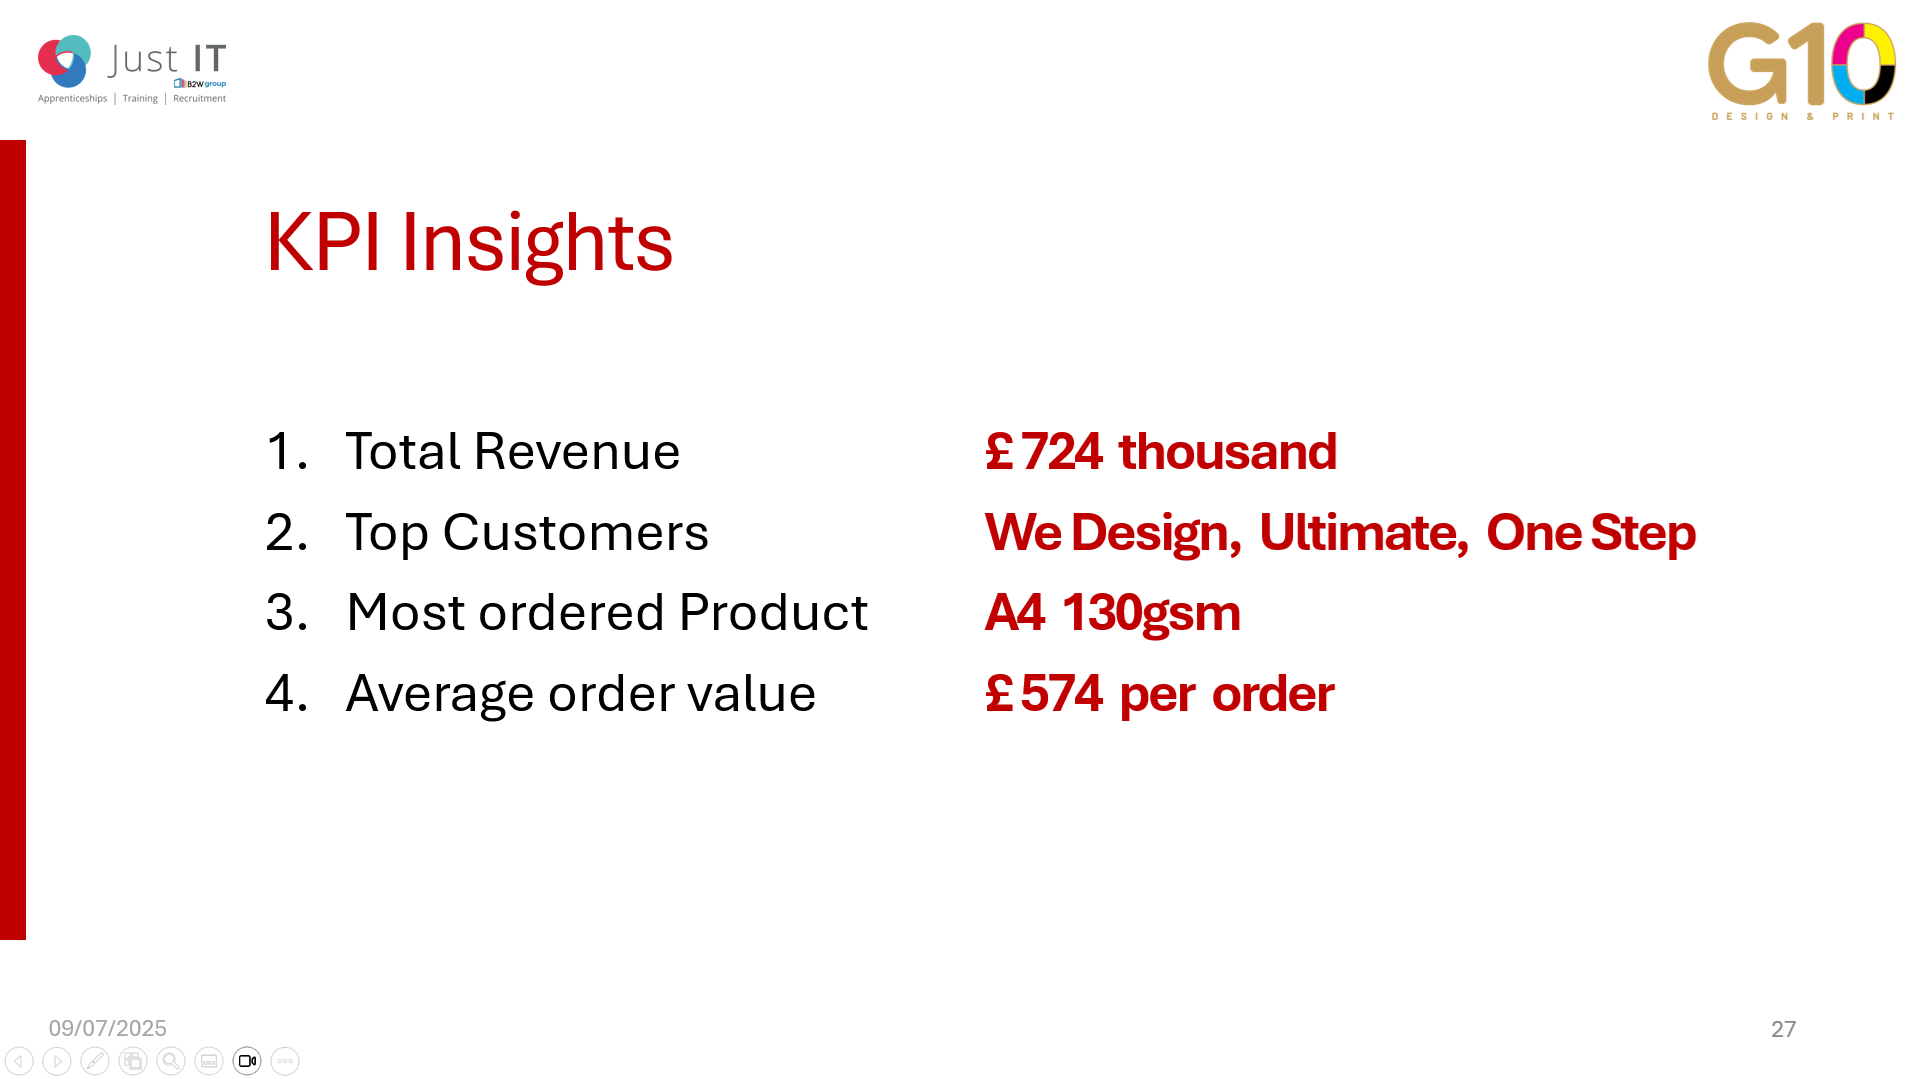 Just IT
B2W group
Apprenticeships | Training | Recruitment
G10
DESIGN & PRINT
KPI Insights
1. Total Revenue £724 thousand
2. Top Customers We Design, Ultimate, One Step
3. Most ordered Product A4 130gsm
4. Average order value £574 per order
09/07/2025
27